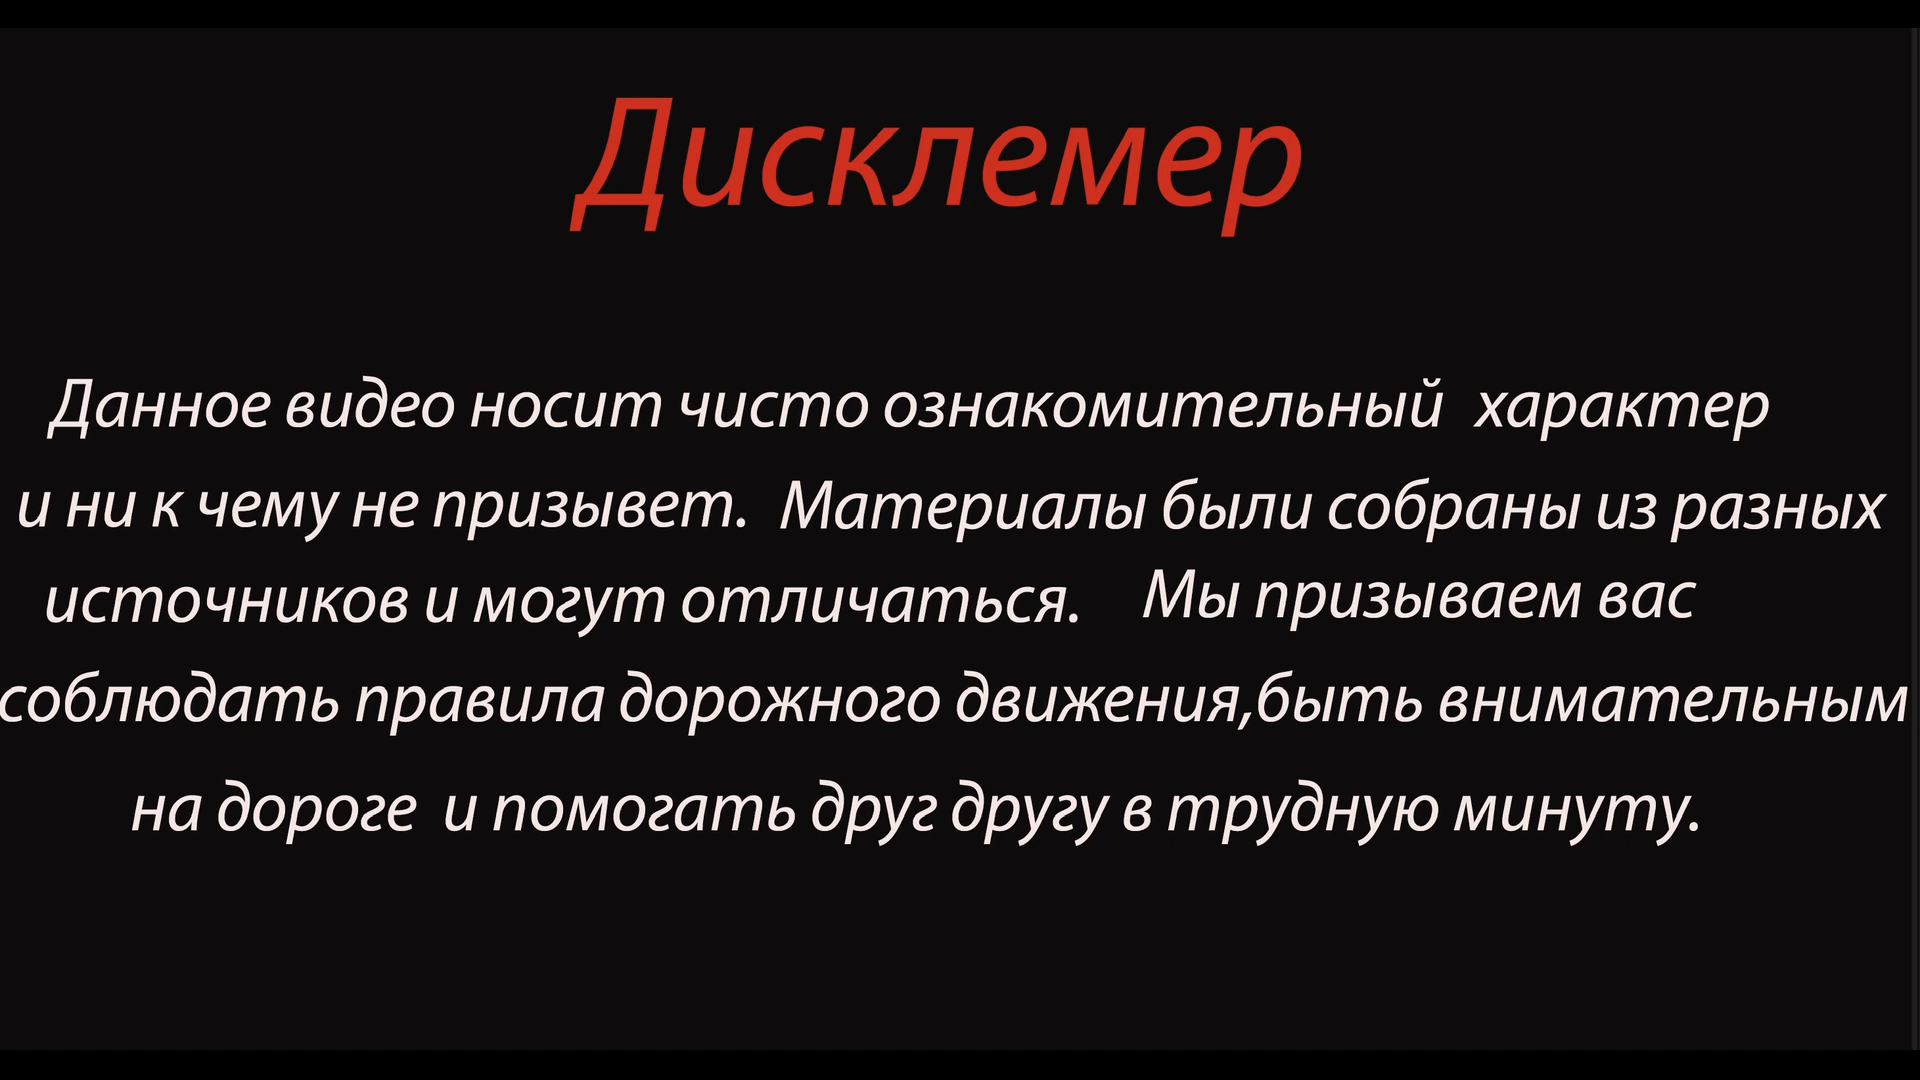 Дисклемер
Данное видео носит чисто ознакомительный характер
и ни к чему не призывет. Материалы были собраны из разных
источников и могут отличаться. Мы призываем вас
соблюдать правила дорожного движения,быть внимательным
на дороге и помогать друг другу в трудную минуту.